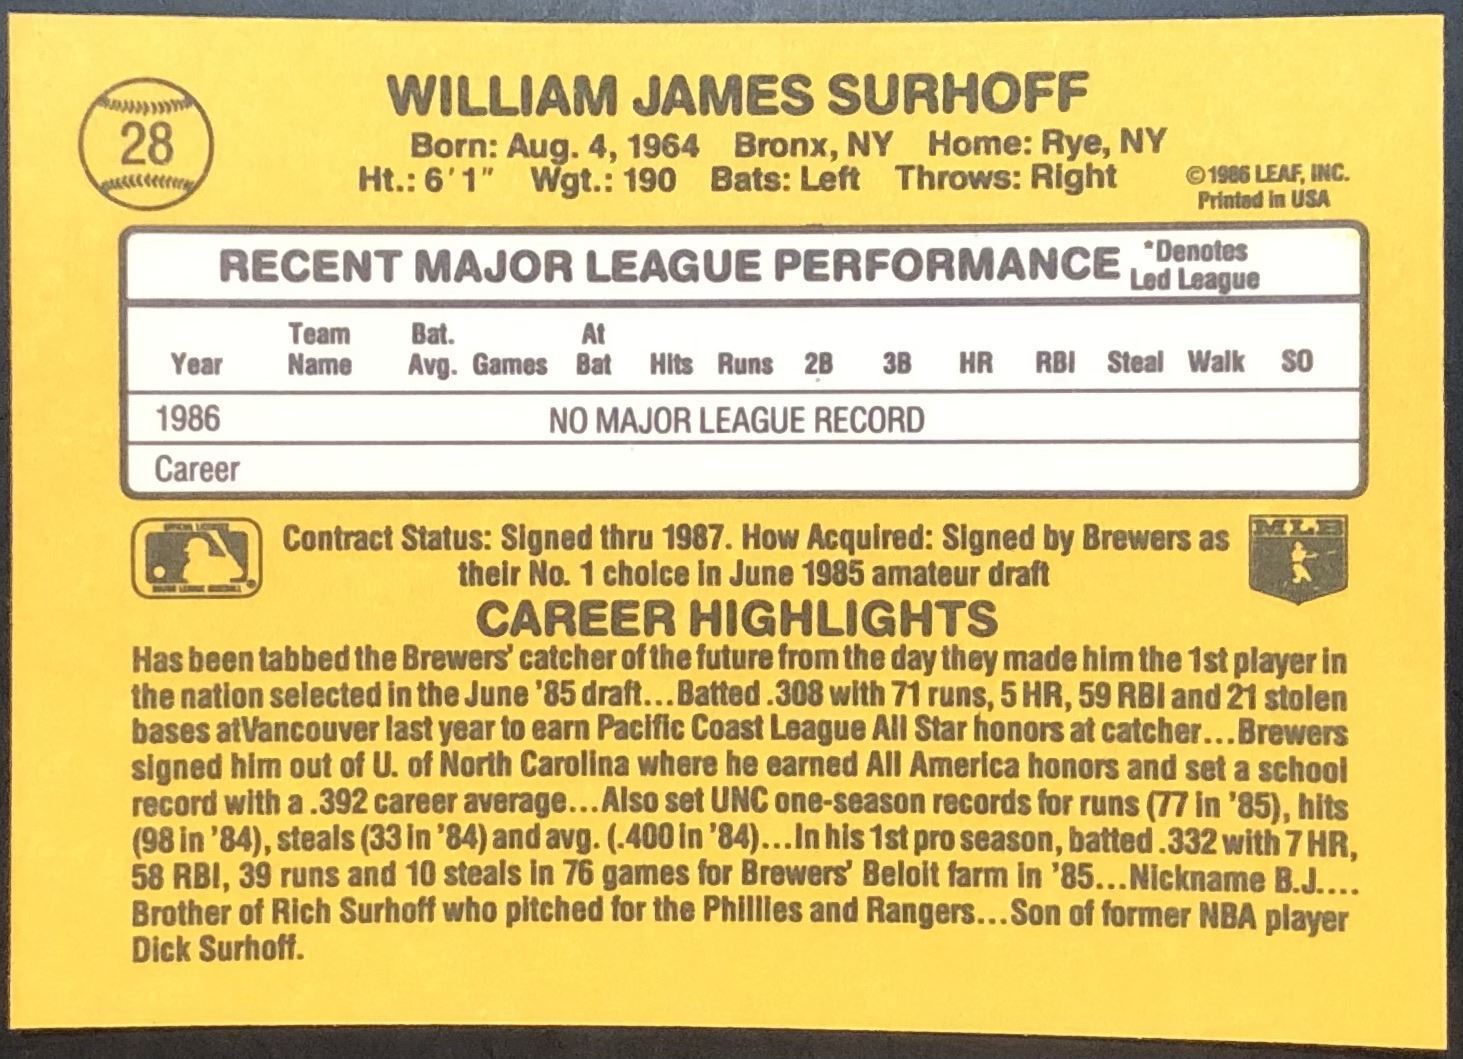 28
WILLIAM JAMES SURHOFF
Born: Aug. 4, 1964 Bronx, NY Home: Rye, NY
Ht.: 6'1" Wgt.: 190 Bats: Left Throws: Right
©1986 LEAF, INC.
Printed in USA
RECENT MAJOR LEAGUE PERFORMANCE
*Denotes
Led League
Year Team Name Bat. Avg. Games At Bat Hits Runs 2B 3B HR RBI Steal Walk SO
1986 NO MAJOR LEAGUE RECORD
Career
Contract Status: Signed thru 1987. How Acquired: Signed by Brewers as
their No. 1 choice in June 1985 amateur draft
MLB
CAREER HIGHLIGHTS
Has been tabbed the Brewers' catcher of the future from the day they made him the 1st player in
the nation selected in the June '85 draft...Batted .308 with 71 runs, 5 HR, 59 RBI and 21 stolen
bases at Vancouver last year to earn Pacific Coast League All Star honors at catcher...Brewers
signed him out of U. of North Carolina where he earned All America honors and set a school
record with a .392 career average...Also set UNC one-season records for runs (77 in '85), hits
(98 in '84), steals (33 in '84) and avg. (.400 in '84)...In his 1st pro season, batted .332 with 7 HR,
58 RBI, 39 runs and 10 steals in 76 games for Brewers' Beloit farm in '85...Nickname B.J....
Brother of Rich Surhoff who pitched for the Phillies and Rangers...Son of former NBA player
Dick Surhoff.